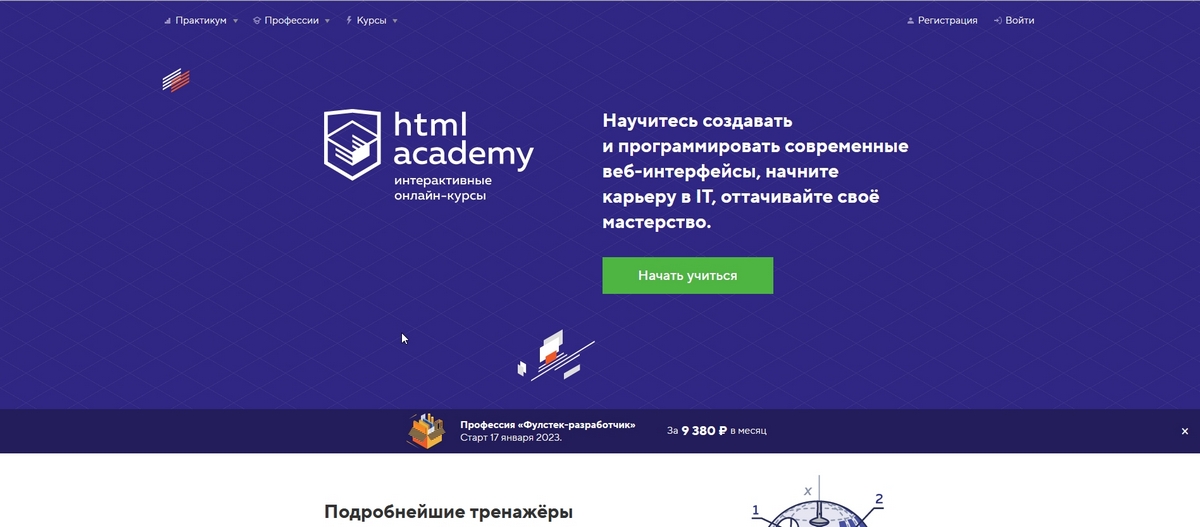 Практикум Профессии Курсы Регистрация Войти
html
academy
интерактивные
онлайн-курсы
Научитесь создавать
и программировать современные
веб-интерфейсы, начните
карьеру в IT, оттачивайте своё
мастерство.
Начать учиться
Профессия «Фулстек-разработчик»
Старт 17 января 2023.
За 9 380 ₽ в месяц
Подробнейшие тренажёры
x
1
2